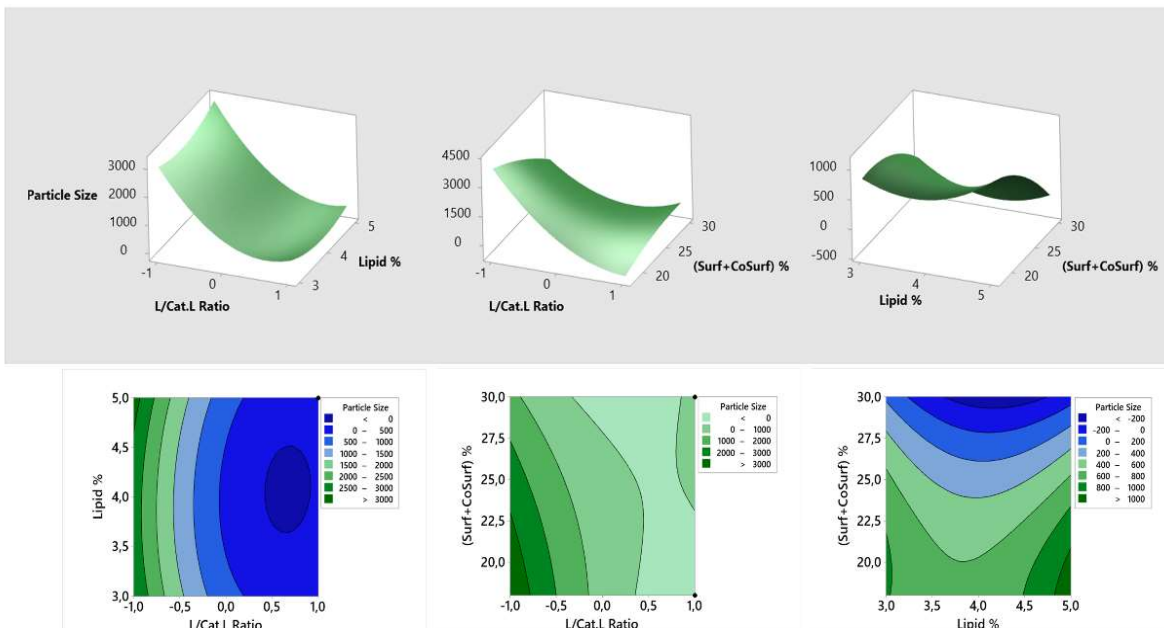 3000
2000
Particle Size
1000
0
-1
0
1
L/Cat.L Ratio
3
4
5
Lipid %
4500
3000
1500
0
-1
0
1
L/Cat.L Ratio
20
25
30
(Surf+CoSurf) %
1000
500
0
-500
3
4
5
Lipid %
20
25
30
(Surf+CoSurf) %
5,0
4,5
4,0
3,5
3,0
Lipid %
-1,0 -0,5 0,0 0,5 1,0
L/Cat.L Ratio
Particle Size
< 0
0 – 500
500 – 1000
1000 – 1500
1500 – 2000
2000 – 2500
2500 – 3000
> 3000
30,0
27,5
25,0
22,5
20,0
(Surf+CoSurf) %
-1,0 -0,5 0,0 0,5 1,0
L/Cat.L Ratio
Particle Size
< 0
0 – 1000
1000 – 2000
2000 – 3000
> 3000
30,0
27,5
25,0
22,5
20,0
(Surf+CoSurf) %
3,0 3,5 4,0 4,5 5,0
Lipid %
Particle Size
< -200
-200 – 0
0 – 200
200 – 400
400 – 600
600 – 800
800 – 1000
> 1000